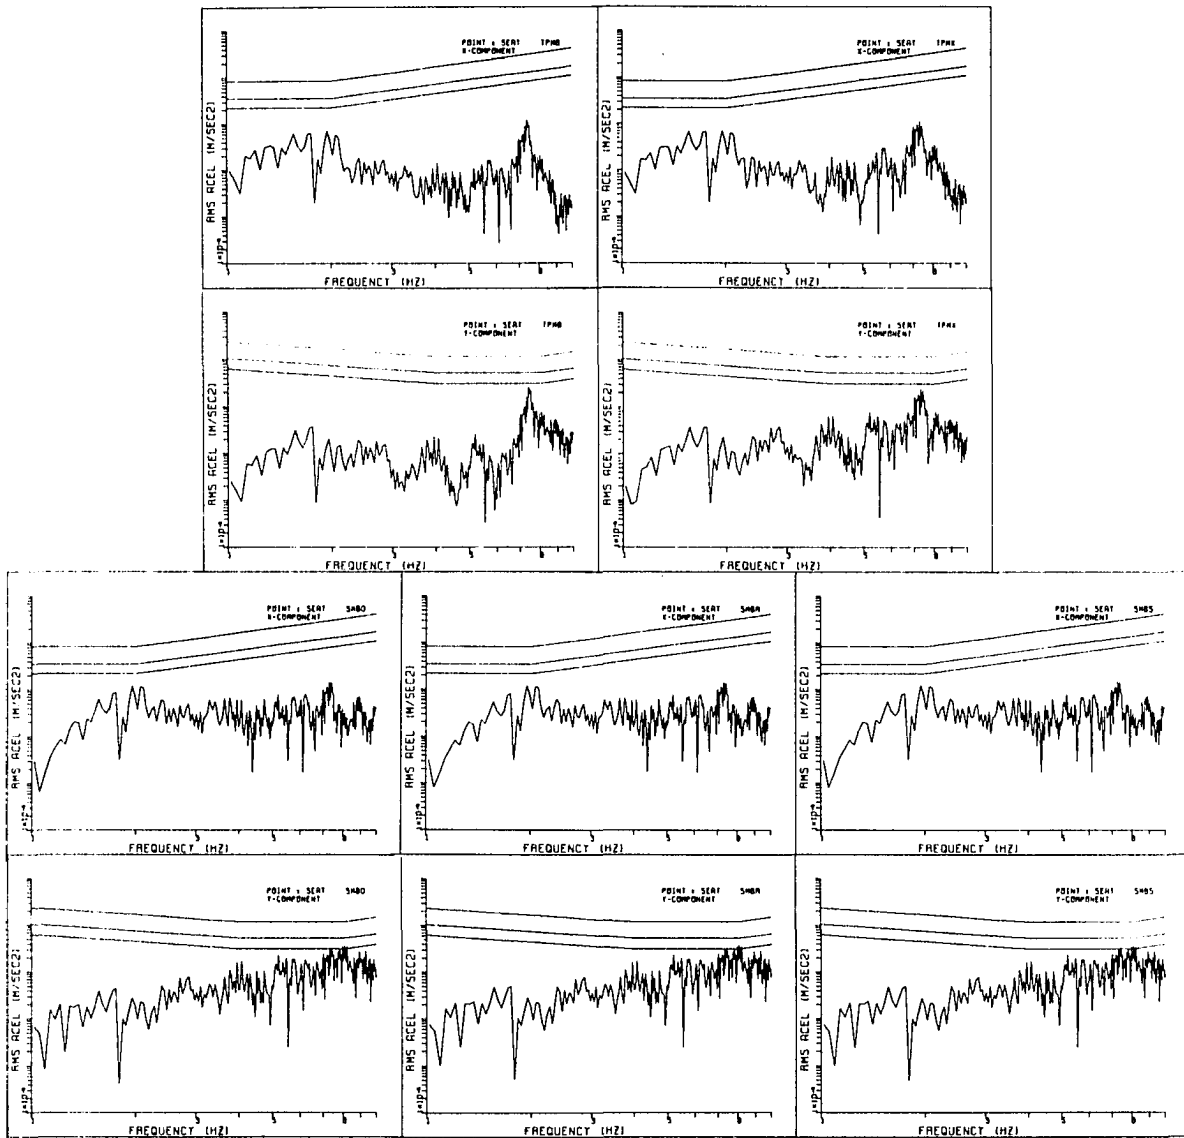 POINT : SEAT TPMB
X-COMPONENT
RMS ACEL (M/SEC2)
FREQUENCY (HZ)
POINT : SEAT TPMX
X-COMPONENT
RMS ACEL (M/SEC2)
FREQUENCY (HZ)
POINT : SEAT TPMB
Y-COMPONENT
RMS ACEL (M/SEC2)
FREQUENCY (HZ)
POINT : SEAT TPMX
Y-COMPONENT
RMS ACEL (M/SEC2)
FREQUENCY (HZ)
POINT : SEAT
X-COMPONENT
RMS ACEL (M/SEC2)
FREQUENCY (HZ)
POINT : SEAT
X-COMPONENT
RMS ACEL (M/SEC2)
FREQUENCY (HZ)
POINT : SEAT
X-COMPONENT
RMS ACEL (M/SEC2)
FREQUENCY (HZ)
POINT : SEAT
Y-COMPONENT
RMS ACEL (M/SEC2)
FREQUENCY (HZ)
POINT : SEAT
Y-COMPONENT
RMS ACEL (M/SEC2)
FREQUENCY (HZ)
POINT : SEAT
Y-COMPONENT
RMS ACEL (M/SEC2)
FREQUENCY (HZ)